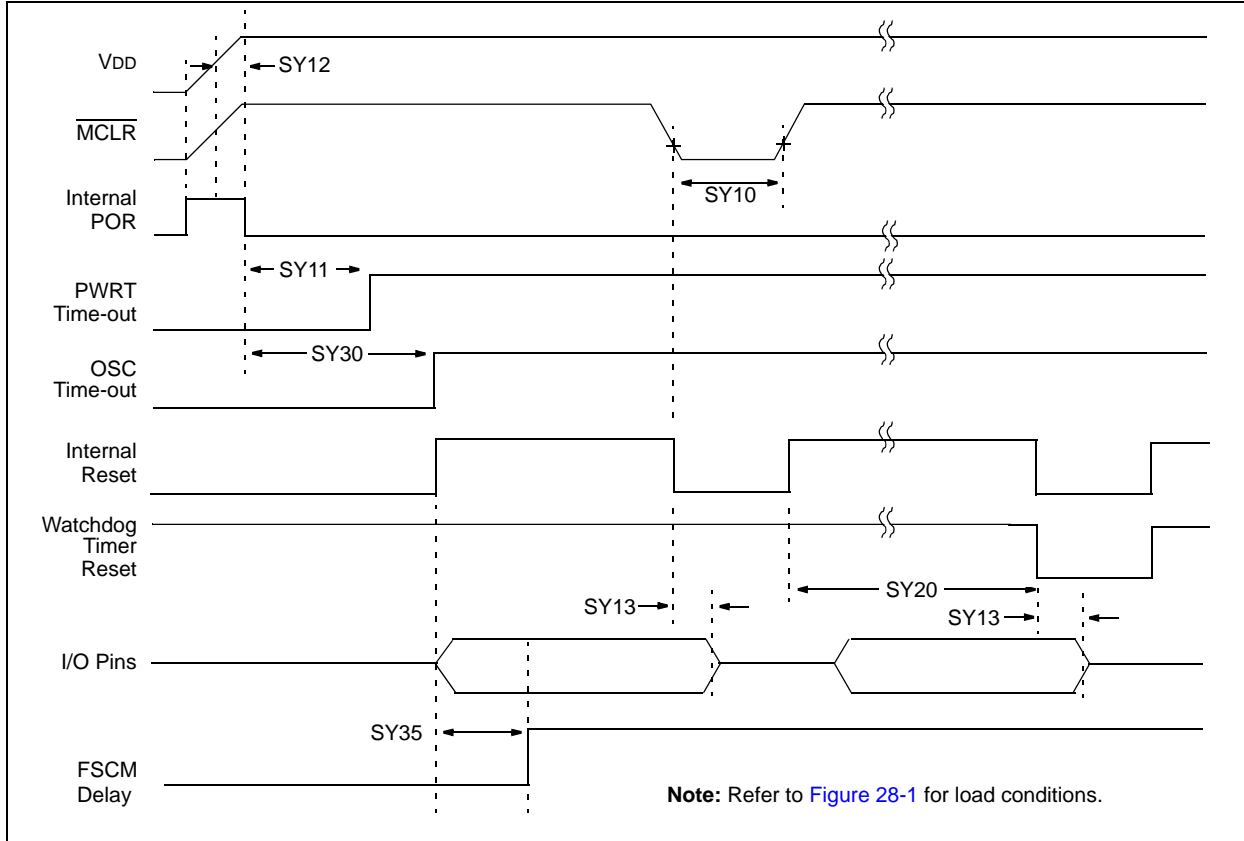 VDD
SY12
MCLR
SY10
Internal
POR
SY11
PWRT
Time-out
SY30
OSC
Time-out
Internal
Reset
Watchdog
Timer
Reset
SY20
SY13
SY13
I/O Pins
SY35
FSCM
Delay
Note: Refer to Figure 28-1 for load conditions.